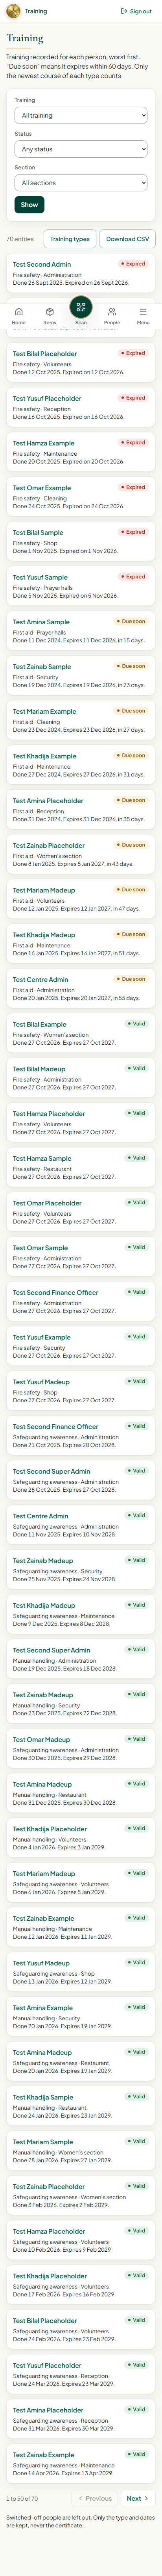 Training
Sign out
Training
Training recorded for each person, worst first.
"Due soon" means it expires within 60 days. Only
the newest course of each type counts.
Training
All training
Status
Any status
Section
All sections
Show
70 entries
Training types
Download CSV
Test Second Admin
Expired
Fire safety · Administration
Done 26 Sept 2025. Expired on 26 Sept 2026.
Home
Items
Scan
People
Menu
Test Bilal Placeholder
Expired
Fire safety · Volunteers
Done 12 Oct 2025. Expired on 12 Oct 2026.
Test Yusuf Placeholder
Expired
Fire safety · Reception
Done 16 Oct 2025. Expired on 16 Oct 2026.
Test Hamza Example
Expired
Fire safety · Maintenance
Done 20 Oct 2025. Expired on 20 Oct 2026.
Test Omar Example
Expired
Fire safety · Cleaning
Done 24 Oct 2025. Expired on 24 Oct 2026.
Test Bilal Sample
Expired
Fire safety · Shop
Done 1 Nov 2025. Expired on 1 Nov 2026.
Test Yusuf Sample
Expired
Fire safety · Prayer halls
Done 5 Nov 2025. Expired on 5 Nov 2026.
Test Amina Sample
Due soon
First aid · Prayer halls
Done 11 Dec 2024. Expires 11 Dec 2026, in 15 days.
Test Zainab Sample
Due soon
First aid · Security
Done 19 Dec 2024. Expires 19 Dec 2026, in 23 days.
Test Mariam Example
Due soon
First aid · Cleaning
Done 23 Dec 2024. Expires 23 Dec 2026, in 27 days.
Test Khadija Example
Due soon
First aid · Maintenance
Done 27 Dec 2024. Expires 27 Dec 2026, in 31 days.
Test Amina Placeholder
Due soon
First aid · Reception
Done 31 Dec 2024. Expires 31 Dec 2026, in 35 days.
Test Zainab Placeholder
Due soon
First aid · Women's section
Done 8 Jan 2025. Expires 8 Jan 2027, in 43 days.
Test Mariam Madeup
Due soon
First aid · Volunteers
Done 12 Jan 2025. Expires 12 Jan 2027, in 47 days.
Test Khadija Madeup
Due soon
First aid · Maintenance
Done 16 Jan 2025. Expires 16 Jan 2027, in 51 days.
Test Centre Admin
Due soon
First aid · Administration
Done 20 Jan 2025. Expires 20 Jan 2027, in 55 days.
Test Bilal Example
Valid
Fire safety · Women's section
Done 27 Oct 2026. Expires 27 Oct 2027.
Test Bilal Madeup
Valid
Fire safety · Administration
Done 27 Oct 2026. Expires 27 Oct 2027.
Test Hamza Placeholder
Valid
Fire safety · Volunteers
Done 27 Oct 2026. Expires 27 Oct 2027.
Test Hamza Sample
Valid
Fire safety · Restaurant
Done 27 Oct 2026. Expires 27 Oct 2027.
Test Omar Placeholder
Valid
Fire safety · Volunteers
Done 27 Oct 2026. Expires 27 Oct 2027.
Test Omar Sample
Valid
Fire safety · Administration
Done 27 Oct 2026. Expires 27 Oct 2027.
Test Second Finance Officer
Valid
Fire safety · Administration
Done 27 Oct 2026. Expires 27 Oct 2027.
Test Yusuf Example
Valid
Fire safety · Security
Done 27 Oct 2026. Expires 27 Oct 2027.
Test Yusuf Madeup
Valid
Fire safety · Shop
Done 27 Oct 2026. Expires 27 Oct 2027.
Test Second Finance Officer
Valid
Safeguarding awareness · Administration
Done 21 Oct 2025. Expires 20 Oct 2028.
Test Second Super Admin
Valid
Safeguarding awareness · Administration
Done 28 Oct 2025. Expires 27 Oct 2028.
Test Centre Admin
Valid
Safeguarding awareness · Administration
Done 11 Nov 2025. Expires 10 Nov 2028.
Test Zainab Madeup
Valid
Safeguarding awareness · Security
Done 25 Nov 2025. Expires 24 Nov 2028.
Test Khadija Madeup
Valid
Safeguarding awareness · Maintenance
Done 9 Dec 2025. Expires 8 Dec 2028.
Test Second Super Admin
Valid
Manual handling · Administration
Done 19 Dec 2025. Expires 18 Dec 2028.
Test Zainab Madeup
Valid
Manual handling · Security
Done 23 Dec 2025. Expires 22 Dec 2028.
Test Omar Madeup
Valid
Safeguarding awareness · Administration
Done 30 Dec 2025. Expires 29 Dec 2028.
Test Amina Madeup
Valid
Manual handling · Restaurant
Done 31 Dec 2025. Expires 30 Dec 2028.
Test Khadija Placeholder
Valid
Manual handling · Volunteers
Done 4 Jan 2026. Expires 3 Jan 2029.
Test Mariam Madeup
Valid
Safeguarding awareness · Volunteers
Done 6 Jan 2026. Expires 5 Jan 2029.
Test Zainab Example
Valid
Manual handling · Maintenance
Done 12 Jan 2026. Expires 11 Jan 2029.
Test Yusuf Madeup
Valid
Safeguarding awareness · Shop
Done 13 Jan 2026. Expires 12 Jan 2029.
Test Amina Example
Valid
Manual handling · Security
Done 20 Jan 2026. Expires 19 Jan 2029.
Test Amina Madeup
Valid
Safeguarding awareness · Restaurant
Done 20 Jan 2026. Expires 19 Jan 2029.
Test Khadija Sample
Valid
Manual handling · Restaurant
Done 24 Jan 2026. Expires 23 Jan 2029.
Test Mariam Sample
Valid
Manual handling · Women's section
Done 28 Jan 2026. Expires 27 Jan 2029.
Test Zainab Placeholder
Valid
Safeguarding awareness · Women's section
Done 3 Feb 2026. Expires 2 Feb 2029.
Test Hamza Placeholder
Valid
Safeguarding awareness · Volunteers
Done 10 Feb 2026. Expires 9 Feb 2029.
Test Khadija Placeholder
Valid
Safeguarding awareness · Volunteers
Done 17 Feb 2026. Expires 16 Feb 2029.
Test Bilal Placeholder
Valid
Safeguarding awareness · Volunteers
Done 24 Feb 2026. Expires 23 Feb 2029.
Test Yusuf Placeholder
Valid
Safeguarding awareness · Reception
Done 24 Mar 2026. Expires 23 Mar 2029.
Test Amina Placeholder
Valid
Safeguarding awareness · Reception
Done 31 Mar 2026. Expires 30 Mar 2029.
Test Zainab Example
Valid
Safeguarding awareness · Maintenance
Done 14 Apr 2026. Expires 13 Apr 2029.
1 to 50 of 70
Previous
Next
Switched-off people are left out. Only the type and dates
are kept, never the certificate.